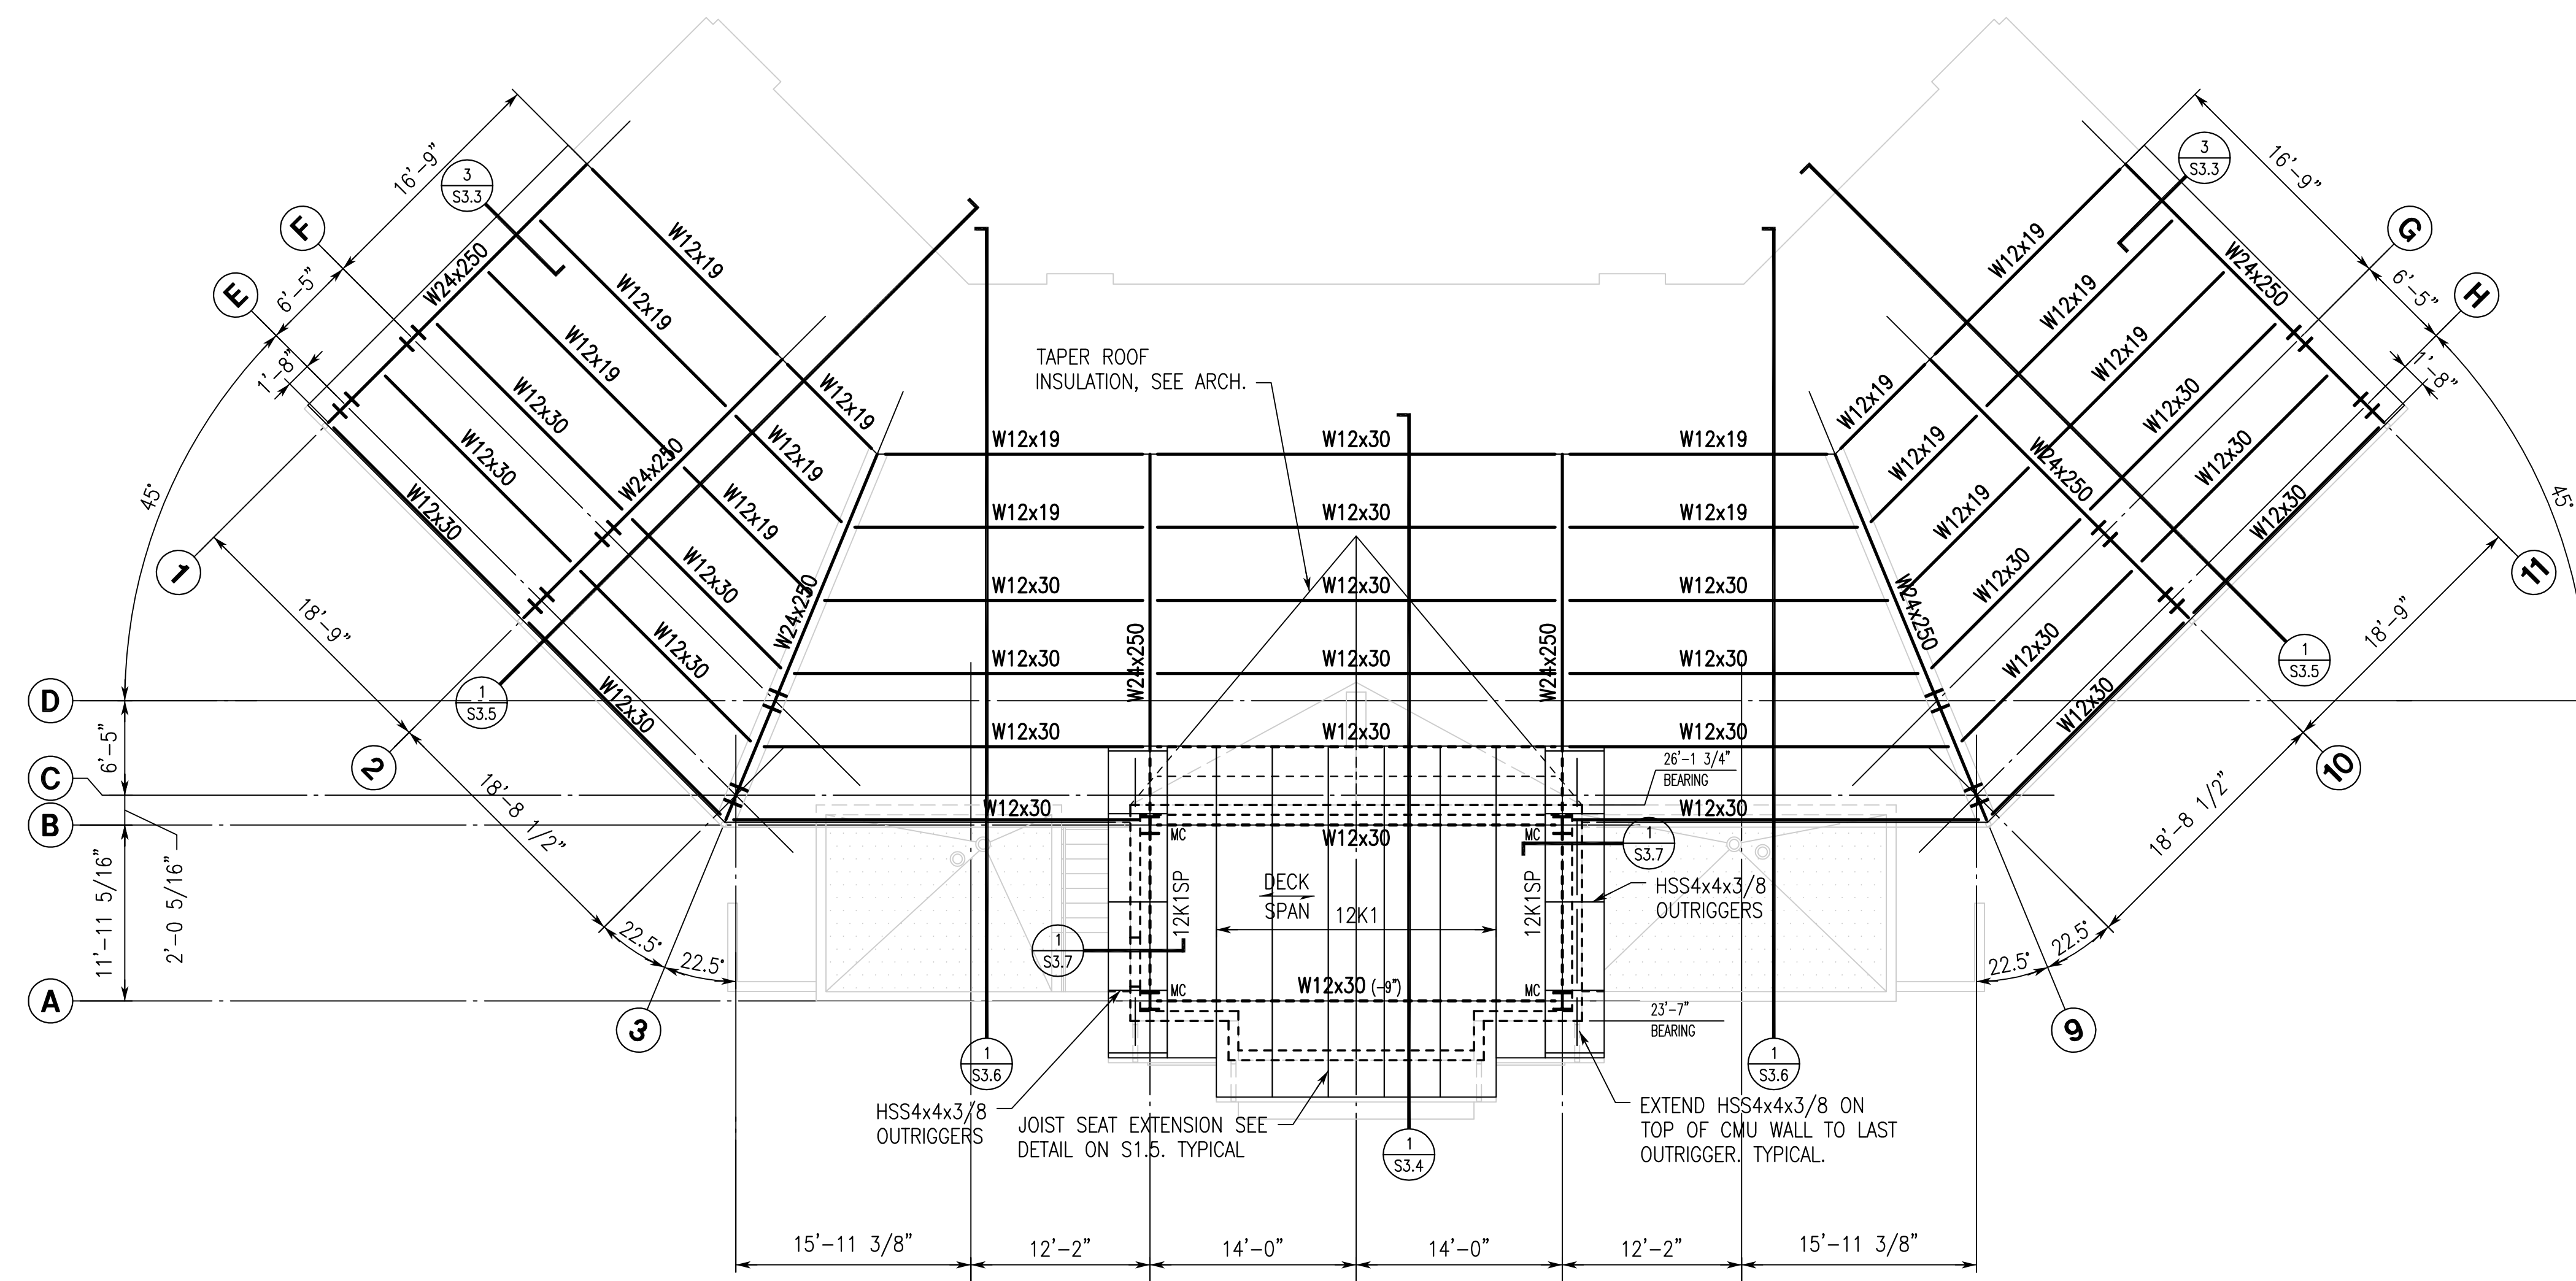 3
S3.3
16'-9"
F
6'-5"
E
1'-8"
45°
1
18'-9"
2
18'-8 1/2"
22.5°
22.5°
3
W24x250
W12x19
W12x19
W12x19
W12x30
W12x30
W12x30
W24x250
W12x19
W12x19
W12x19
W12x30
W12x30
W12x30
W24x250
1
S3.5
D
6'-5"
C
B
11'-11 5/16"
2'-0 5/16"
A
TAPER ROOF
INSULATION, SEE ARCH.
W12x19
W12x30
W12x19
W12x19
W12x30
W12x19
W12x30
W12x30
W12x30
W24x250
W24x250
W12x30
W12x30
W12x30
W12x30
W12x30
W12x30
26'-1 3/4"
BEARING
W12x30
W12x30
MC
W12x30
MC
1
S3.7
12K1SP
DECK
SPAN
12K1
12K1SP
HSS4x4x3/8
OUTRIGGERS
1
S3.7
MC
W12x30 (-9")
MC
23'-7"
BEARING
1
S3.6
1
S3.6
HSS4x4x3/8
OUTRIGGERS
JOIST SEAT EXTENSION SEE
DETAIL ON S1.5. TYPICAL
1
S3.4
EXTEND HSS4x4x3/8 ON
TOP OF CMU WALL TO LAST
OUTRIGGER. TYPICAL.
15'-11 3/8"
12'-2"
14'-0"
14'-0"
12'-2"
15'-11 3/8"
3
S3.3
16'-9"
G
6'-5"
H
1'-8"
45°
W12x19
W12x19
W12x19
W12x30
W12x30
W12x30
W24x250
W12x19
W12x19
W12x19
W12x30
W12x30
W12x30
W24x250
W24x250
1
S3.5
11
18'-9"
10
18'-8 1/2"
22.5°
22.5°
9